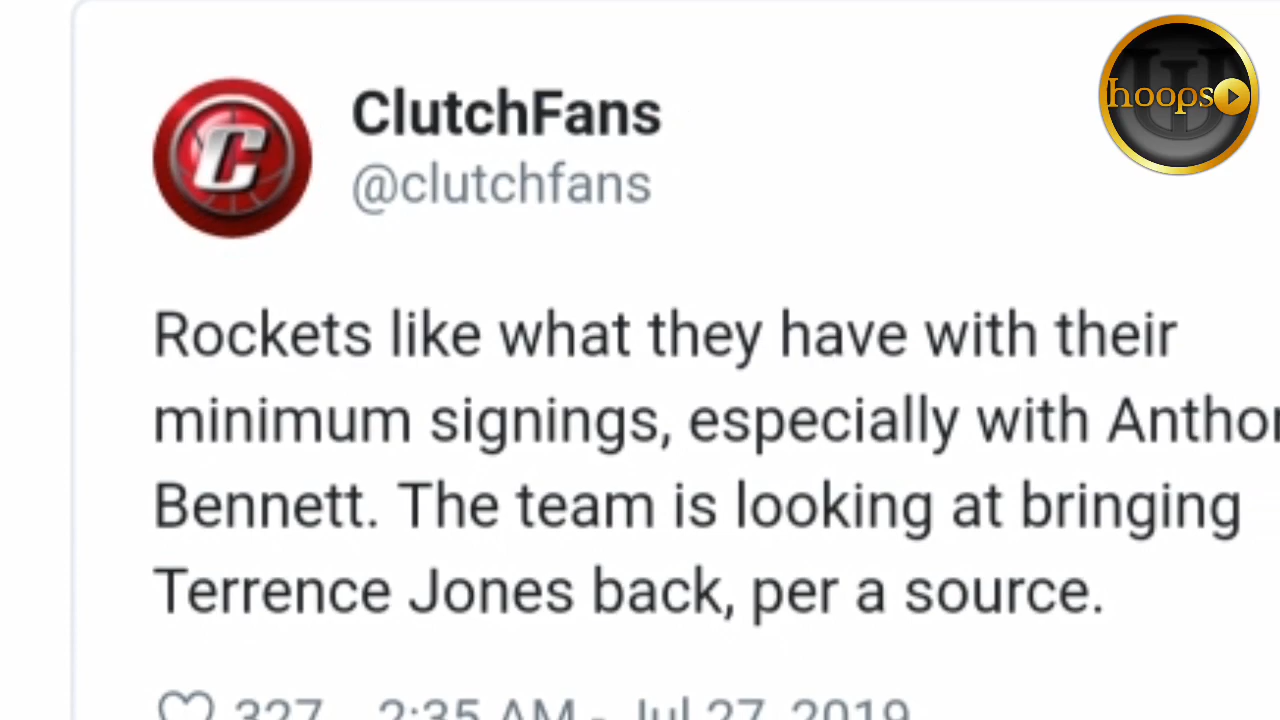 ClutchFans
@clutchfans
hoops
Rockets like what they have with their
minimum signings, especially with
Bennett. The team is looking at bringing
Terrence Jones back, per a source.
327 2:35 AM - Jul 27, 2019